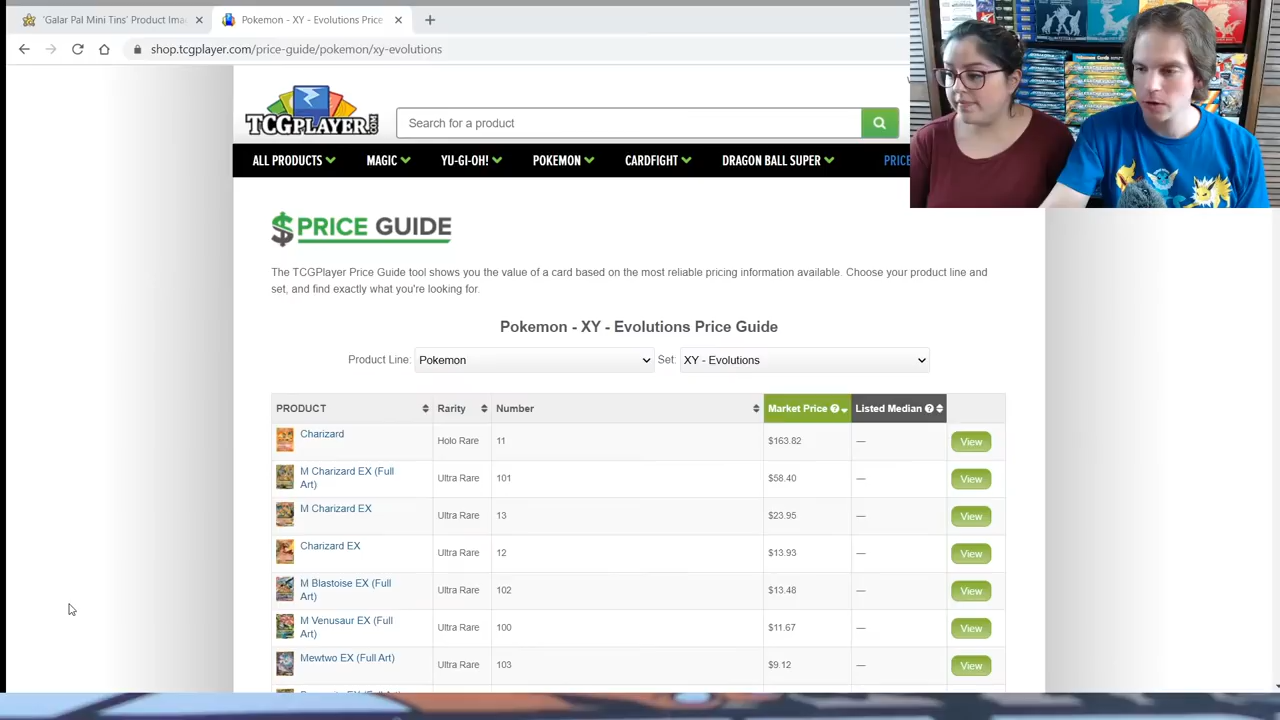 'Galar Pal Mini Tins' Product Ima
Pokemon - XY - Evolutions Price
shop.tcgplayer.com/price-guide/pokemon/xy-evolutions
TCGPLAYER.COM
Search for a product
ALL PRODUCTS MAGIC YU-GI-OH! POKEMON CARDFIGHT DRAGON BALL SUPER PRICE
$PRICE GUIDE
The TCGPlayer Price Guide tool shows you the value of a card based on the most reliable pricing information available. Choose your product line and
set, and find exactly what you're looking for.
Pokemon - XY - Evolutions Price Guide
Product Line: Pokemon Set: XY - Evolutions
PRODUCT Rarity Number Market Price Listed Median
Charizard Holo Rare 11 $163.82 — View
M Charizard EX (Full
Art) Ultra Rare 101 $58.40 — View
M Charizard EX Ultra Rare 13 $23.95 — View
Charizard EX Ultra Rare 12 $13.93 — View
M Blastoise EX (Full
Art) Ultra Rare 102 $13.48 — View
M Venusaur EX (Full
Art) Ultra Rare 100 $11.67 — View
Mewtwo EX (Full Art) Ultra Rare 103 $9.12 — View